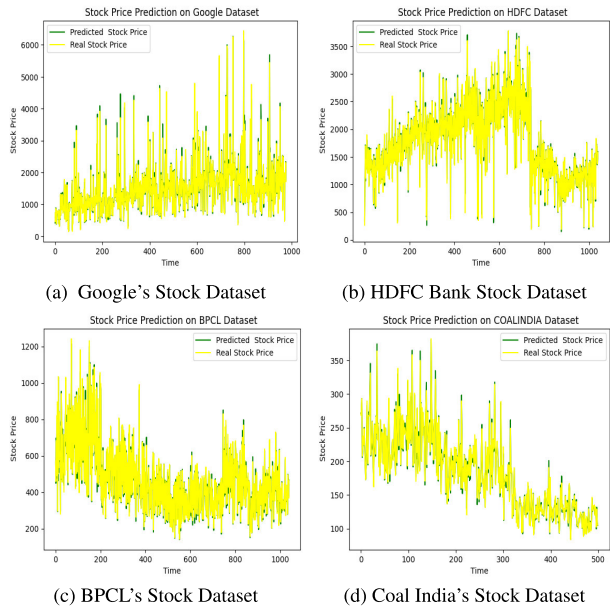 Stock Price Prediction on Google Dataset
Predicted  Stock Price
Real Stock Price
Stock Price
6000
5000
4000
3000
2000
1000
0
0 200 400 600 800 1000
Time
(a) Google's Stock Dataset
Stock Price Prediction on HDFC Dataset
Predicted  Stock Price
Real Stock Price
Stock Price
3500
3000
2500
2000
1500
1000
500
0
0 200 400 600 800 1000
Time
(b) HDFC Bank Stock Dataset
Stock Price Prediction on BPCL Dataset
Predicted  Stock Price
Real Stock Price
Stock Price
1200
1000
800
600
400
200
0 200 400 600 800 1000
Time
(c) BPCL's Stock Dataset
Stock Price Prediction on COALINDIA Dataset
Predicted  Stock Price
Real Stock Price
Stock Price
350
300
250
200
150
100
0 100 200 300 400 500
Time
(d) Coal India's Stock Dataset